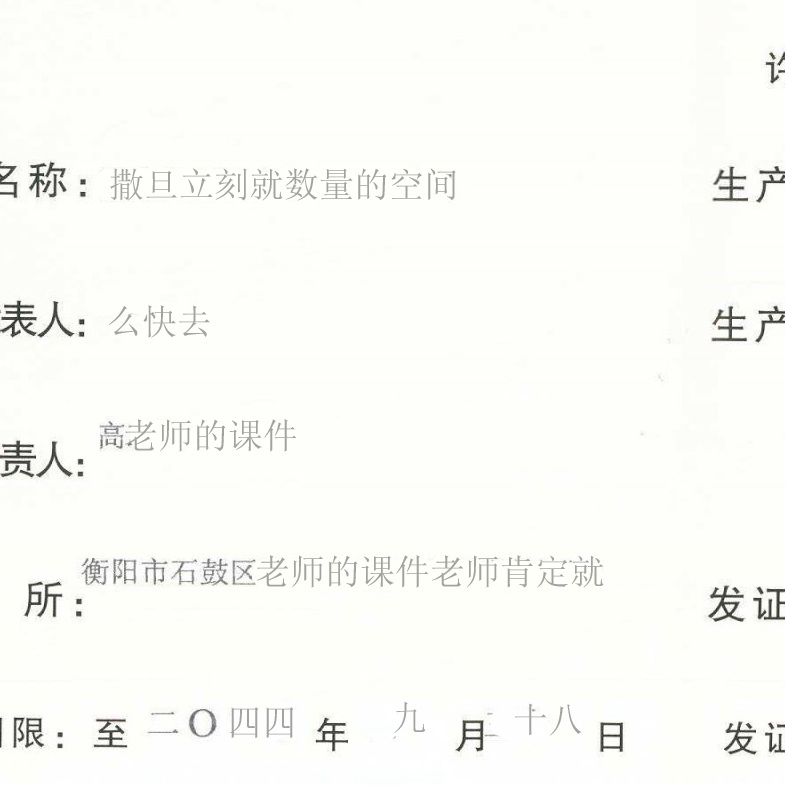 名称：撒旦立刻就数量的空间 生产
表人：么快去 生产
高老师的课件
责人：
衡阳市石鼓区老师的课件老师肯定就
所： 发证
限：至 二〇四四 年 九 月 二十八 日 发证